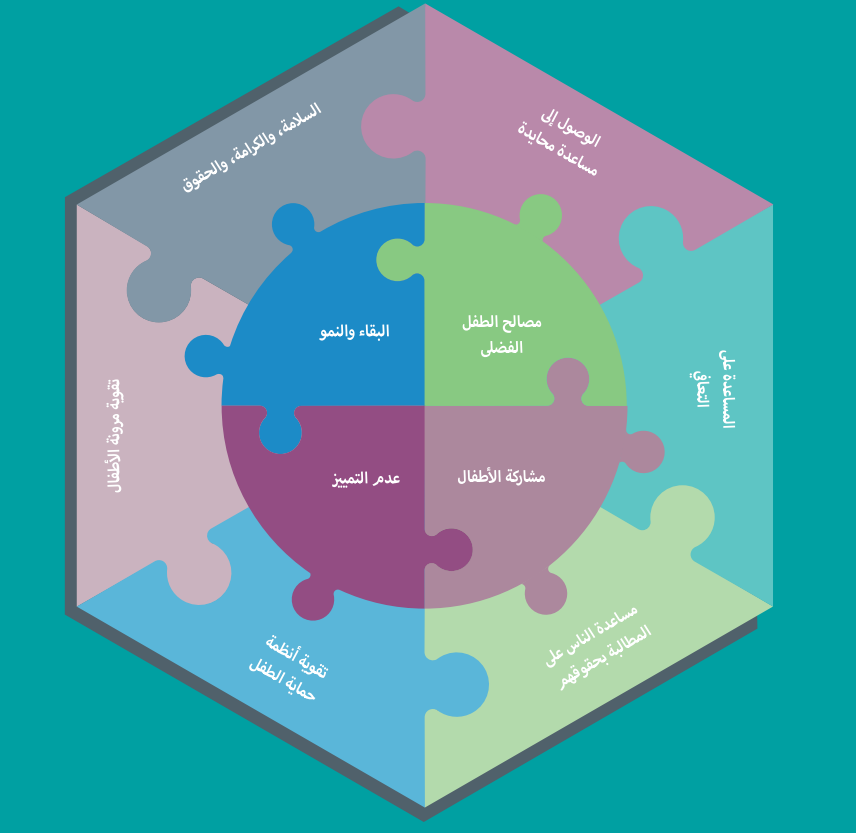 السلامة، والكرامة، والحقوق
الوصول إلى
مساعدة محايدة
المساعدة على
التعافي
مساعدة الناس على
المطالبة بحقوقهم
تقوية أنظمة
حماية الطفل
تقوية مرونة الأطفال
مصالح الطفل
الفضلى
البقاء والنمو
مشاركة الأطفال
عدم التمييز